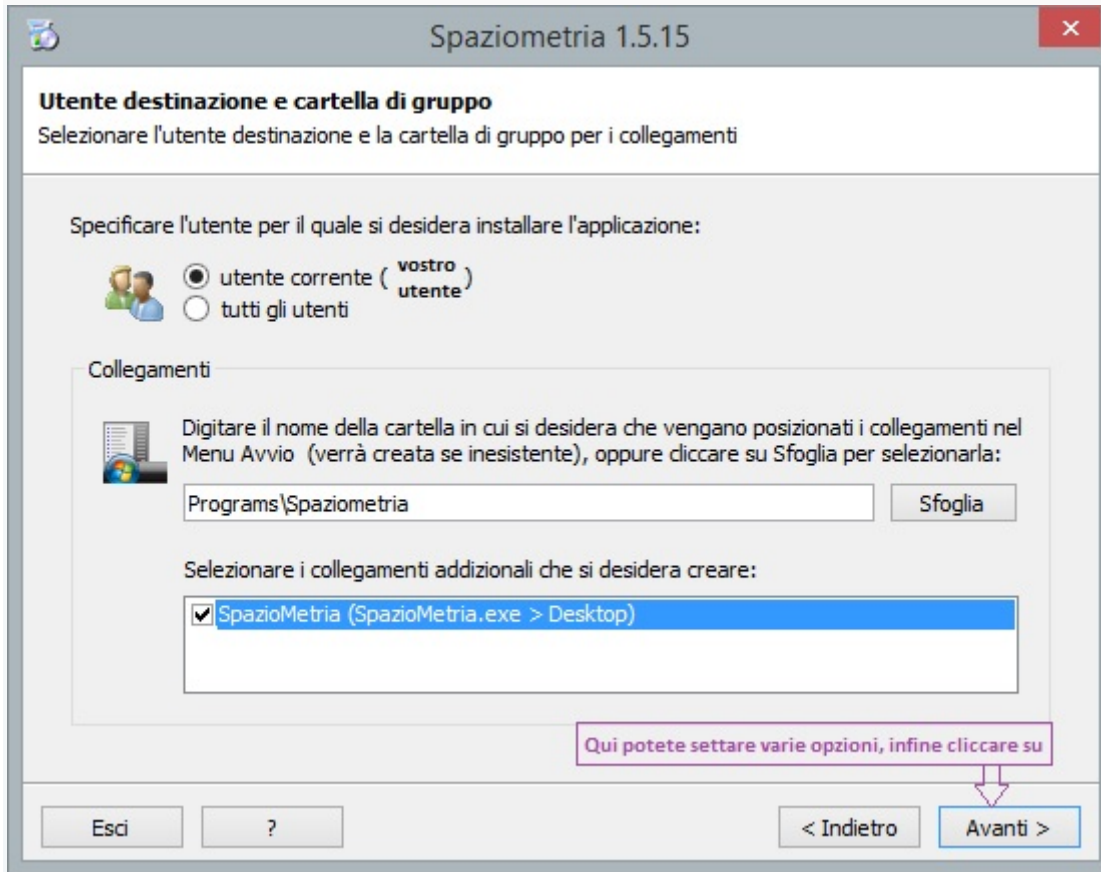 Spaziometria 1.5.15
Utente destinazione e cartella di gruppo
Selezionare l'utente destinazione e la cartella di gruppo per i collegamenti
Specificare l'utente per il quale si desidera installare l'applicazione:
utente corrente ( vostro utente )
tutti gli utenti
Collegamenti
Digitare il nome della cartella in cui si desidera che vengano posizionati i collegamenti nel
Menu Avvio (verrà creata se inesistente), oppure cliccare su Sfoglia per selezionarla:
Programs\Spaziometria
Sfoglia
Selezionare i collegamenti addizionali che si desidera creare:
SpazioMetria (SpazioMetria.exe > Desktop)
Qui potete settare varie opzioni, infine cliccare su
Esci
?
< Indietro
Avanti >